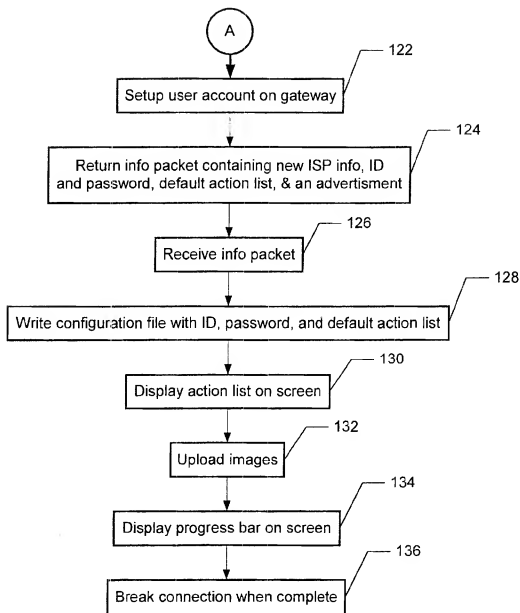 A
122
Setup user account on gateway
124
Return info packet containing new ISP info, ID
and password, default action list, & an advertisment
126
Receive info packet
128
Write configuration file with ID, password, and default action list
130
Display action list on screen
132
Upload images
134
Display progress bar on screen
136
Break connection when complete